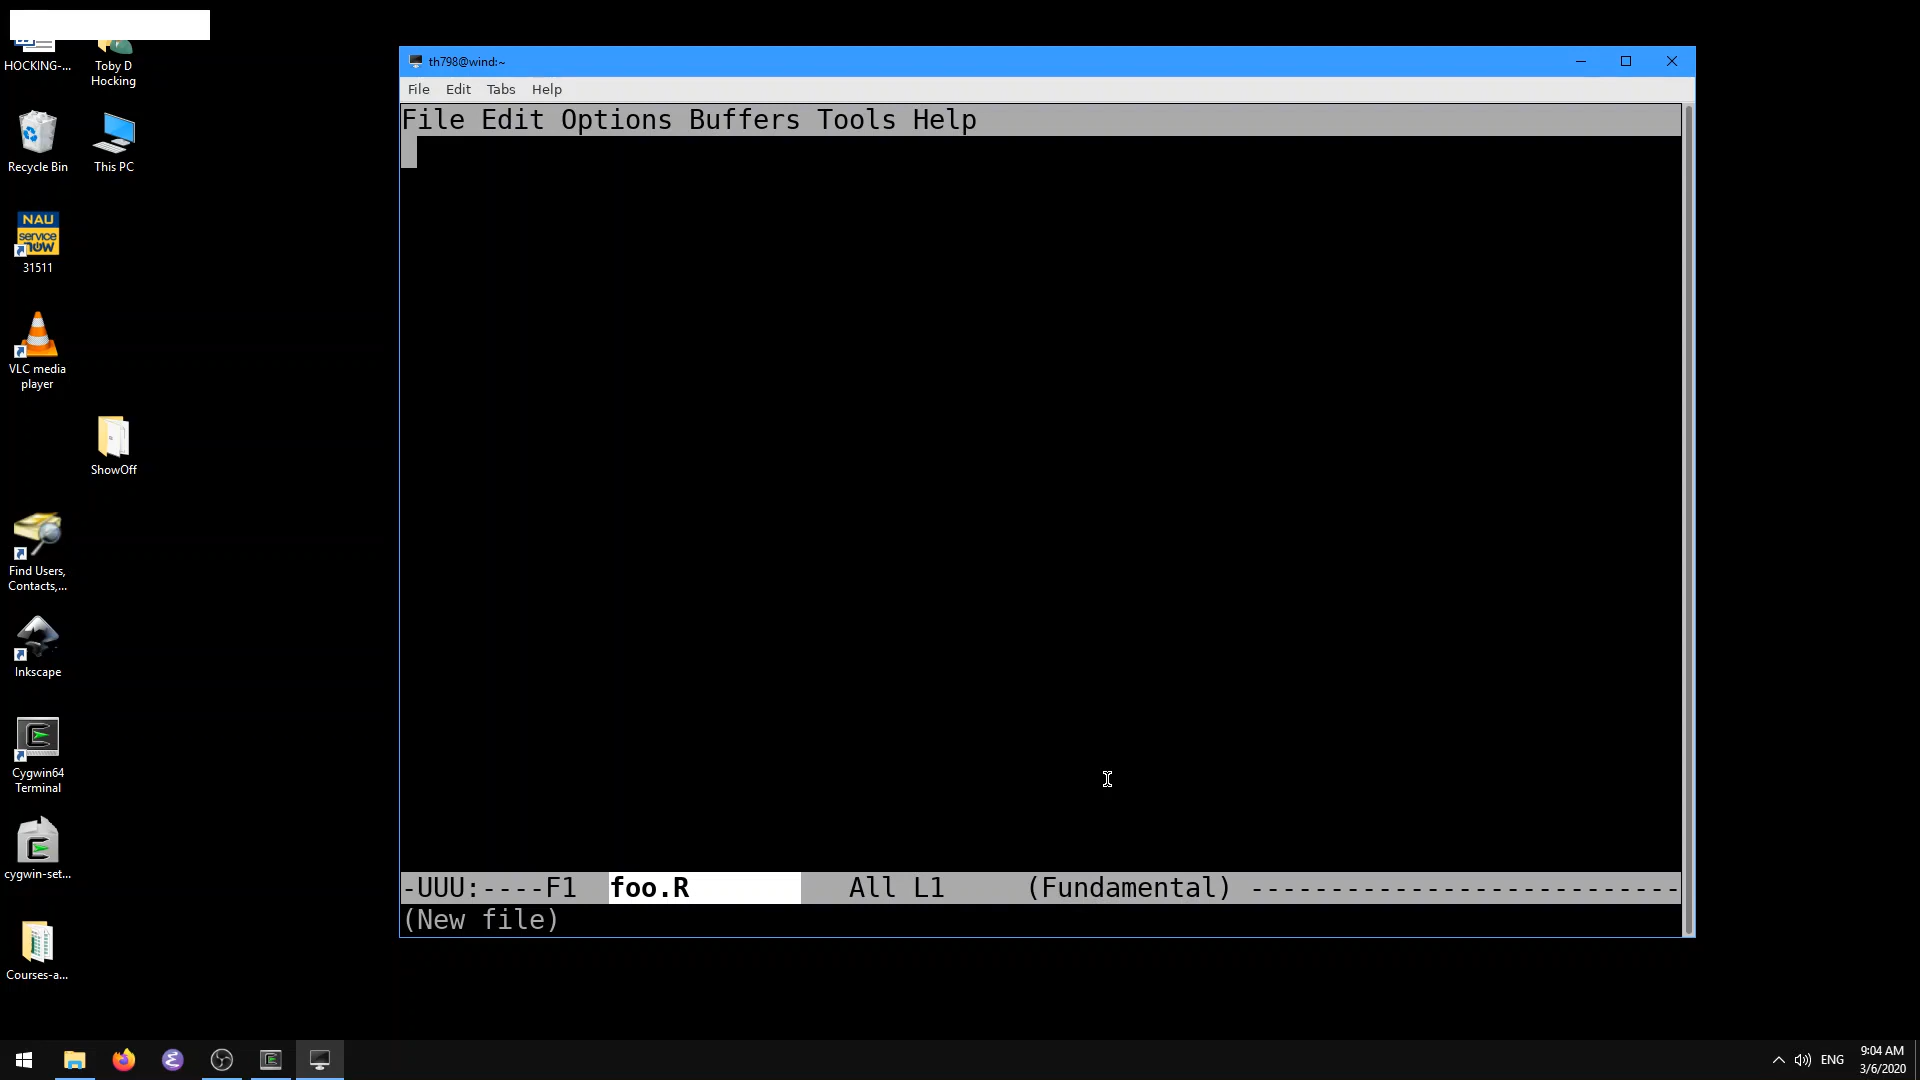 HOCKING-...
Toby D
Hocking
Recycle Bin
This PC
NAU
service
now
31511
VLC media
player
ShowOff
Find Users,
Contacts,...
Inkscape
Cygwin64
Terminal
cygwin-set...
Courses-a...
th798@wind:~
File Edit Tabs Help
File Edit Options Buffers Tools Help
-UUU:----F1 foo.R All L1 (Fundamental) ---------------------------
(New file)
ENG
9:04 AM
3/6/2020